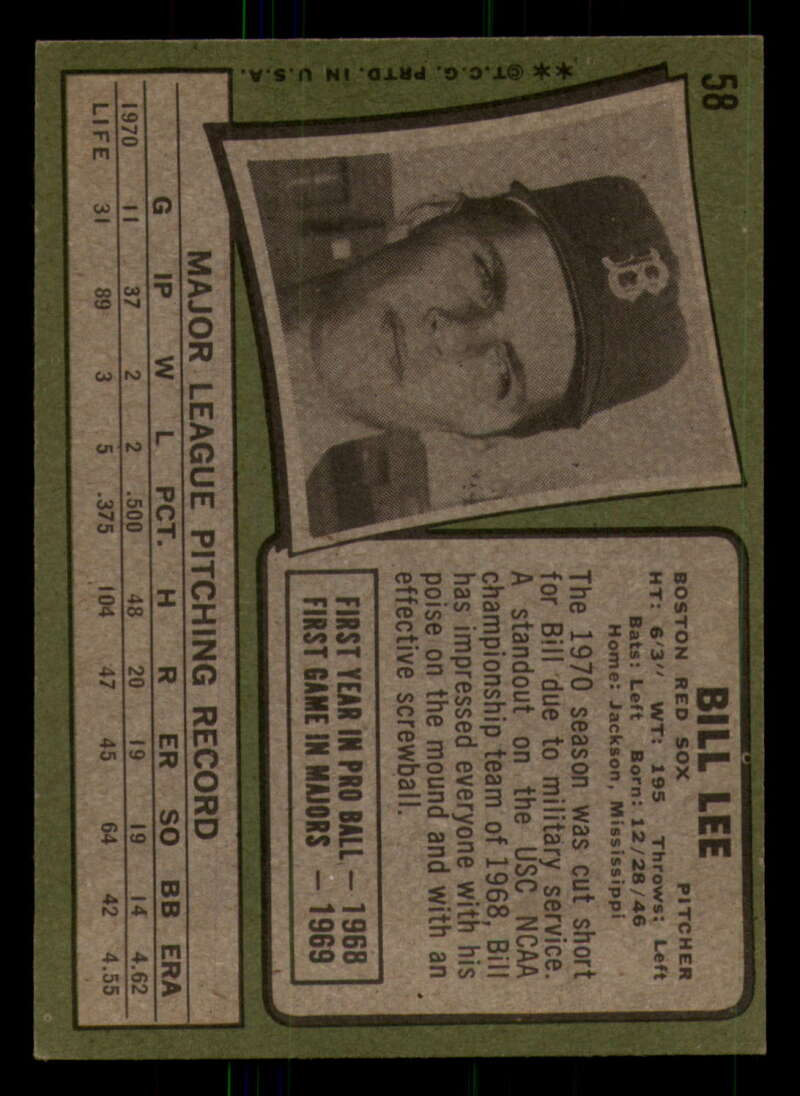 58
** ©T.C.G. PRTD. IN U.S.A.
B
BILL LEE
BOSTON RED SOX PITCHER
HT: 6'3" WT: 195 Throws: Left
Bats: Left Born: 12/28/46
Home: Jackson, Mississippi
The 1970 season was cut short
for Bill due to military service.
A standout on the USC NCAA
championship team of 1968, Bill
has impressed everyone with his
poise on the mound and with an
effective screwball.
FIRST YEAR IN PRO BALL — 1968
FIRST GAME IN MAJORS — 1969
MAJOR LEAGUE PITCHING RECORD
G IP W L PCT. H R ER SO BB ERA
1970 11 37 2 2 .500 48 20 19 19 14 4.62
LIFE 31 89 3 5 .375 104 47 45 64 42 4.55